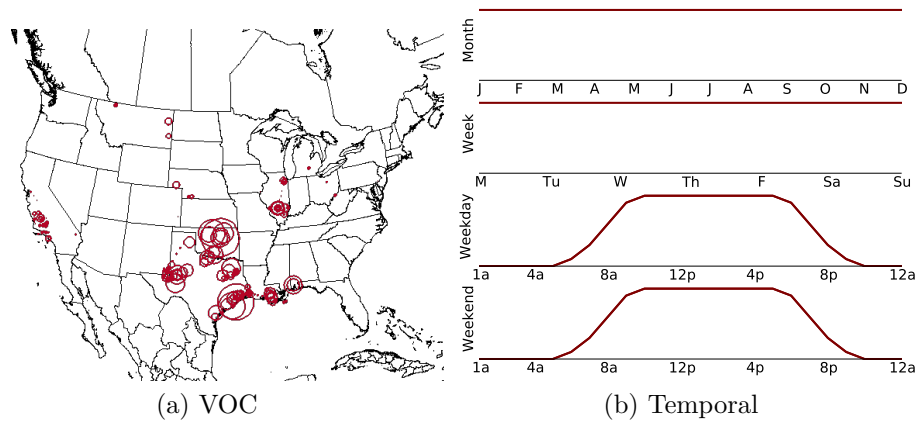 Month
J F M A M J J A S O N D
Week
M Tu W Th F Sa Su
Weekday
1a 4a 8a 12p 4p 8p 12a
Weekend
1a 4a 8a 12p 4p 8p 12a
(a) VOC
(b) Temporal